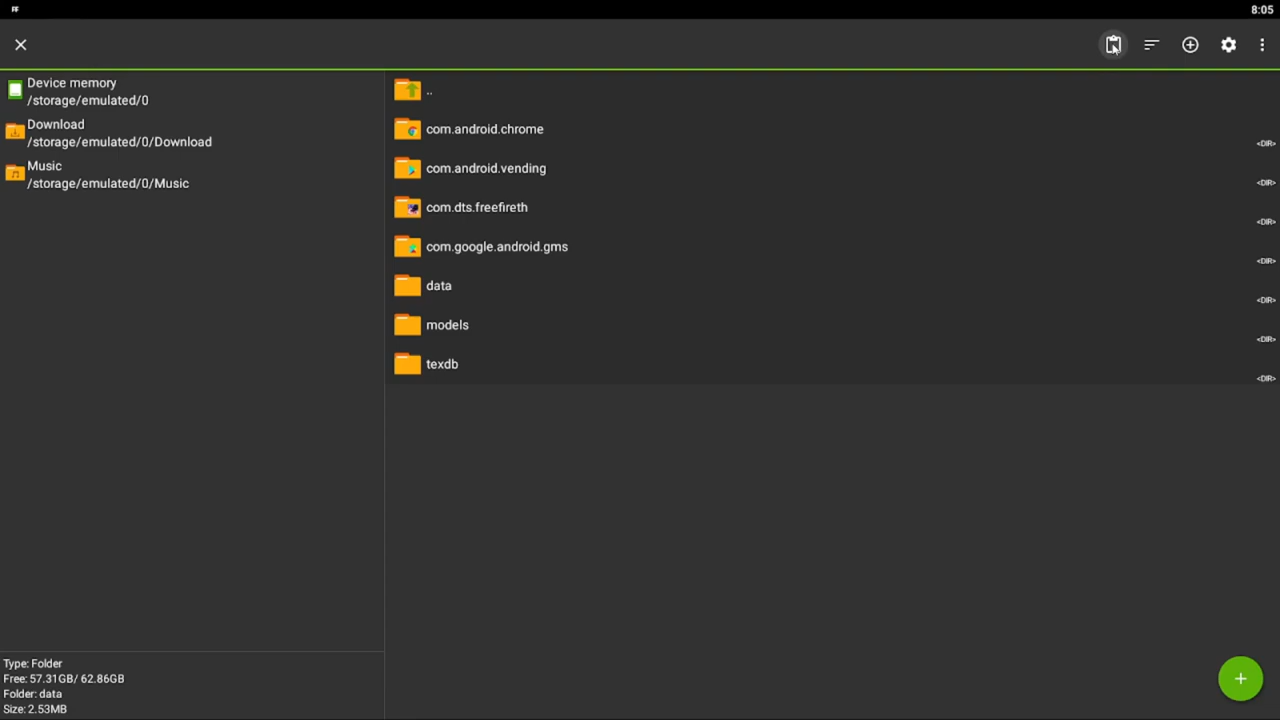 FF
8:05
Device memory
/storage/emulated/0
Download
/storage/emulated/0/Download
Music
/storage/emulated/0/Music
..
com.android.chrome
<DIR>
com.android.vending
<DIR>
com.dts.freefireth
<DIR>
com.google.android.gms
<DIR>
data
<DIR>
models
<DIR>
texdb
<DIR>
Type: Folder
Free: 57.31GB/ 62.86GB
Folder: data
Size: 2.53MB